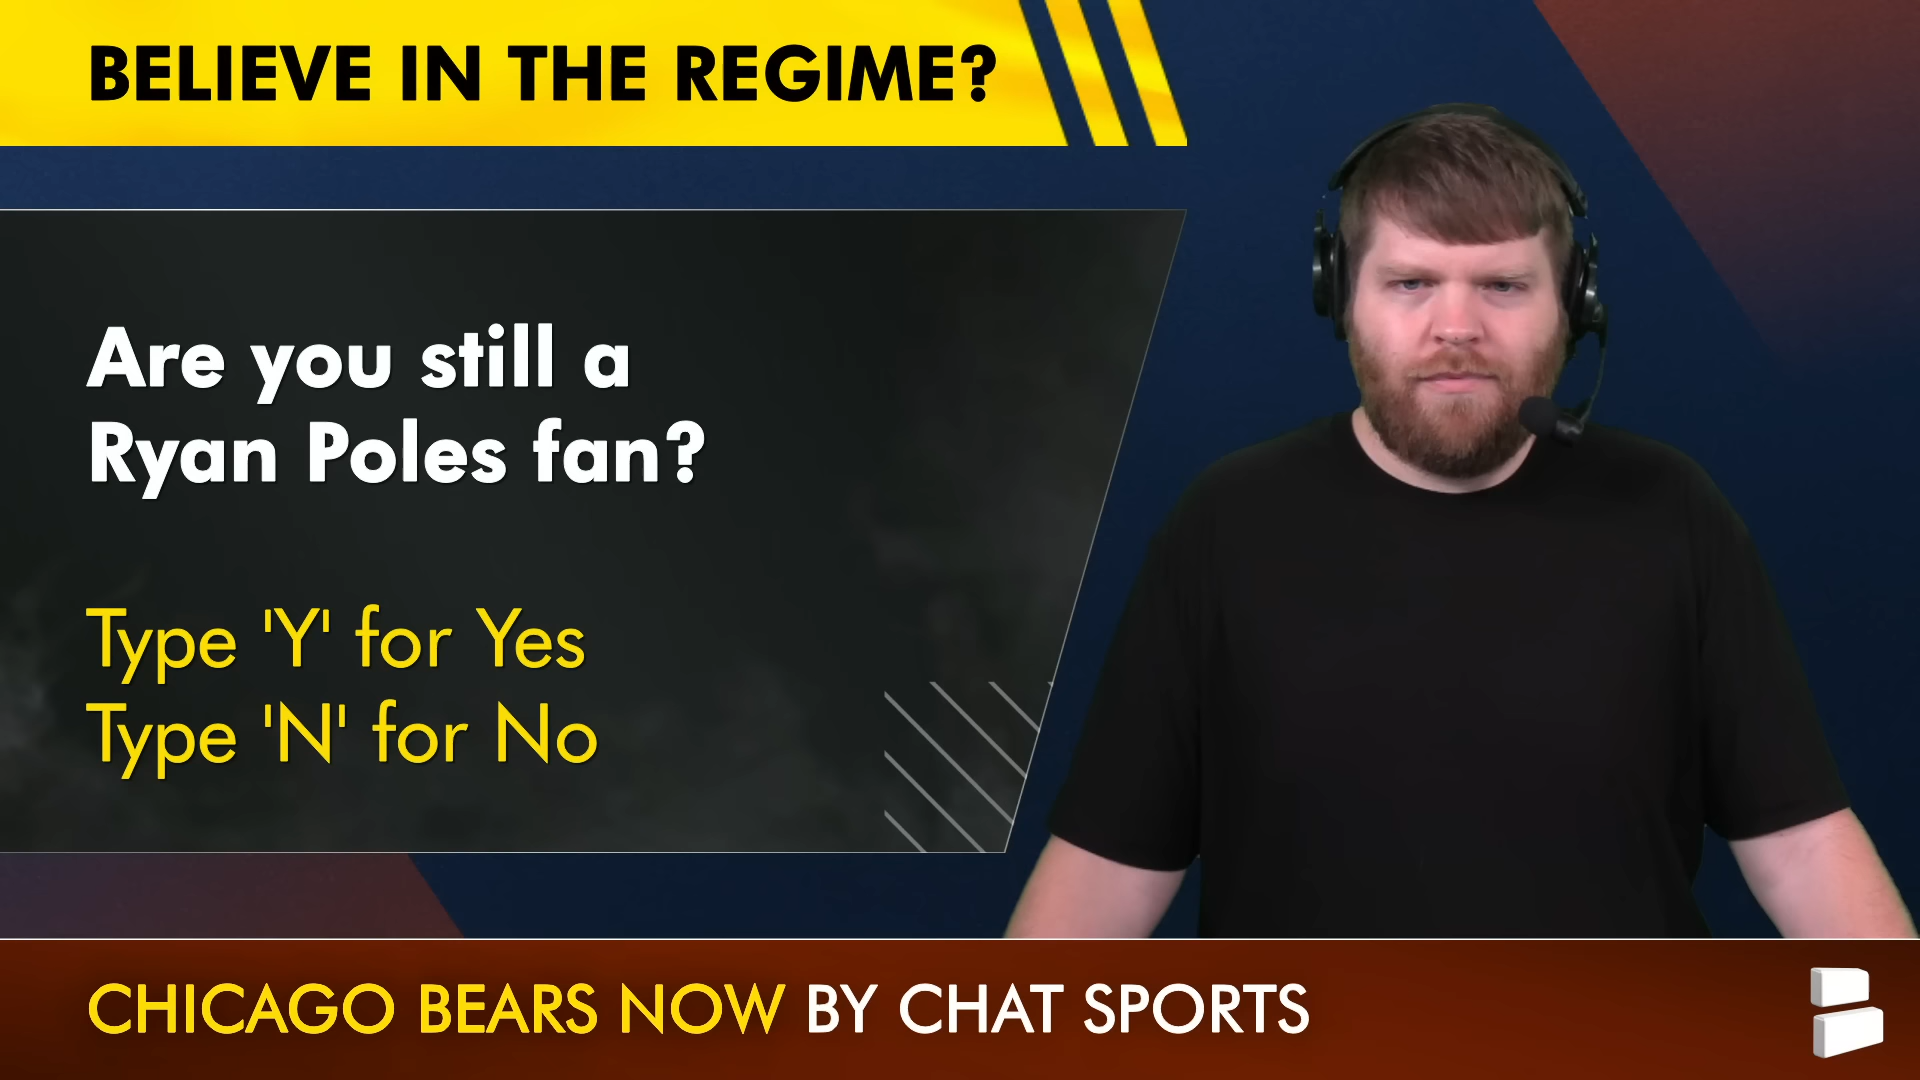 BELIEVE IN THE REGIME?
Are you still a
Ryan Poles fan?
Type 'Y' for Yes
Type 'N' for No
CHICAGO BEARS NOW BY CHAT SPORTS